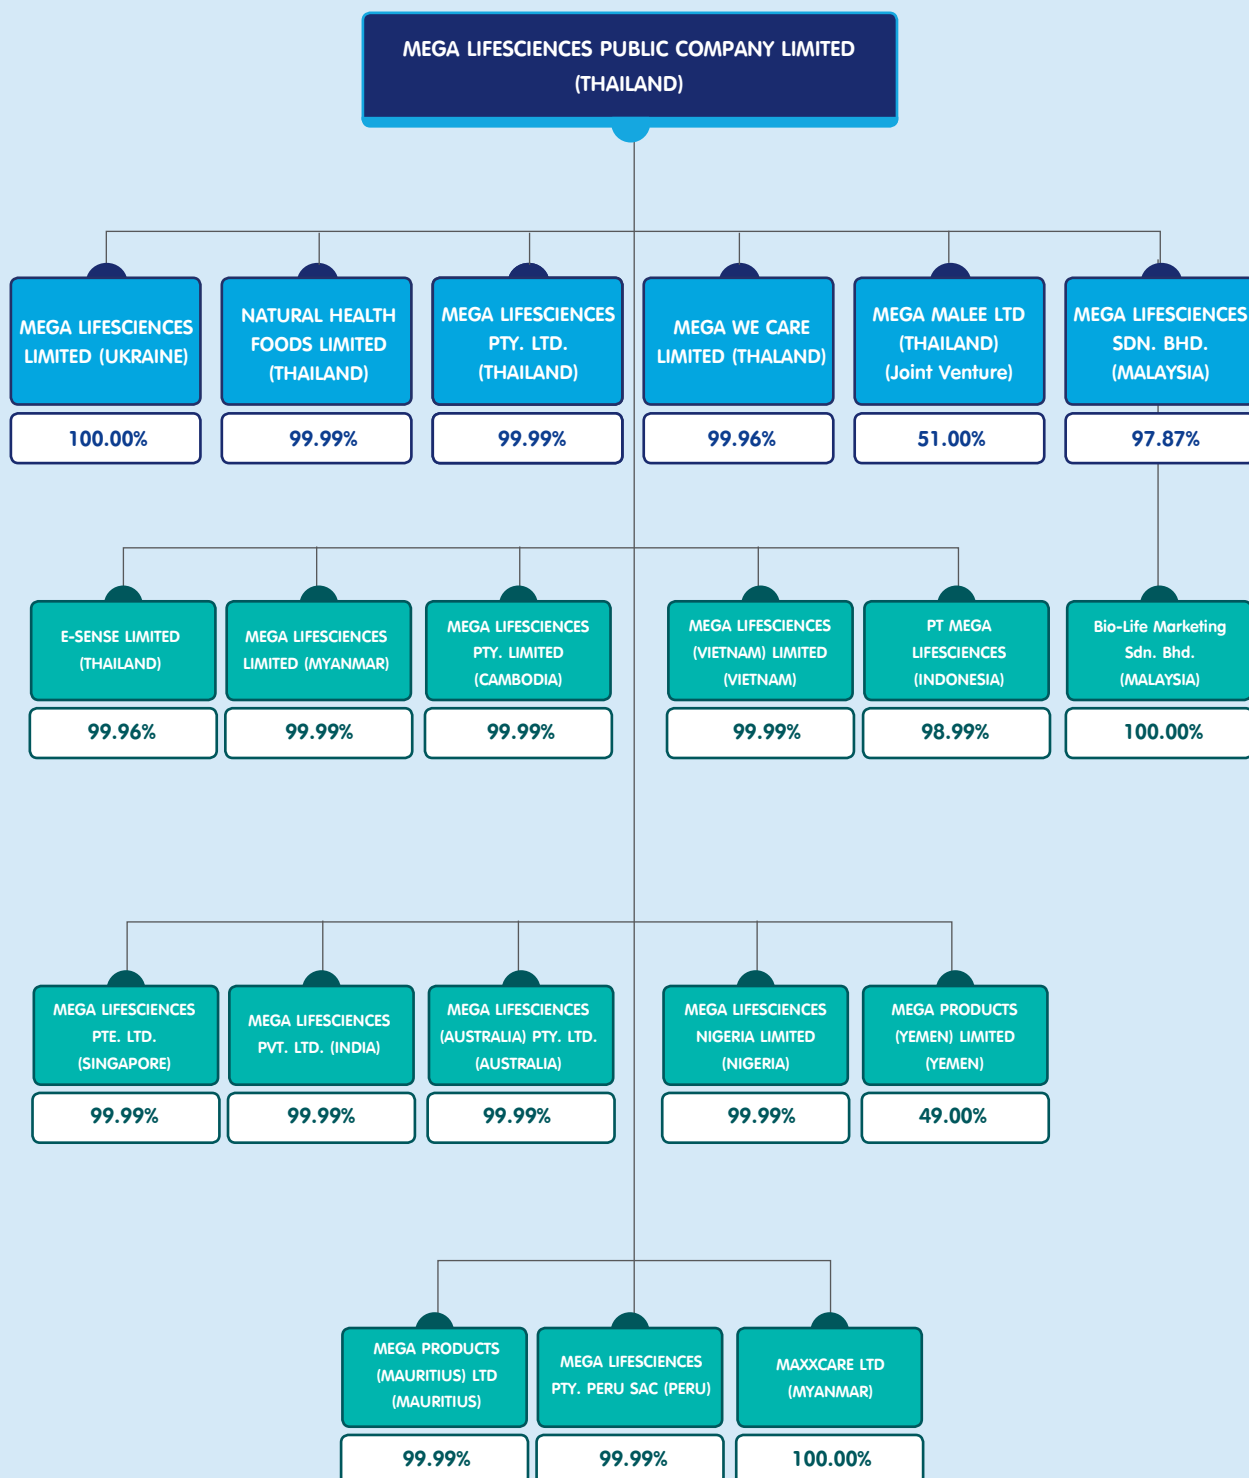 MEGA LIFESCIENCES PUBLIC COMPANY LIMITED
(THAILAND)
MEGA LIFESCIENCES
LIMITED (UKRAINE)
100.00%
NATURAL HEALTH
FOODS LIMITED
(THAILAND)
99.99%
MEGA LIFESCIENCES
PTY. LTD.
(THAILAND)
99.99%
MEGA WE CARE
LIMITED (THALAND)
99.96%
MEGA MALEE LTD
(THAILAND)
(Joint Venture)
51.00%
MEGA LIFESCIENCES
SDN. BHD.
(MALAYSIA)
97.87%
E-SENSE LIMITED
(THAILAND)
99.96%
MEGA LIFESCIENCES
LIMITED (MYANMAR)
99.99%
MEGA LIFESCIENCES
PTY. LIMITED
(CAMBODIA)
99.99%
MEGA LIFESCIENCES
(VIETNAM) LIMITED
(VIETNAM)
99.99%
PT MEGA
LIFESCIENCES
(INDONESIA)
98.99%
Bio-Life Marketing
Sdn. Bhd.
(MALAYSIA)
100.00%
MEGA LIFESCIENCES
PTE. LTD.
(SINGAPORE)
99.99%
MEGA LIFESCIENCES
PVT. LTD. (INDIA)
99.99%
MEGA LIFESCIENCES
(AUSTRALIA) PTY. LTD.
(AUSTRALIA)
99.99%
MEGA LIFESCIENCES
NIGERIA LIMITED
(NIGERIA)
99.99%
MEGA PRODUCTS
(YEMEN) LIMITED
(YEMEN)
49.00%
MEGA PRODUCTS
(MAURITIUS) LTD
(MAURITIUS)
99.99%
MEGA LIFESCIENCES
PTY. PERU SAC (PERU)
99.99%
MAXXCARE LTD
(MYANMAR)
100.00%